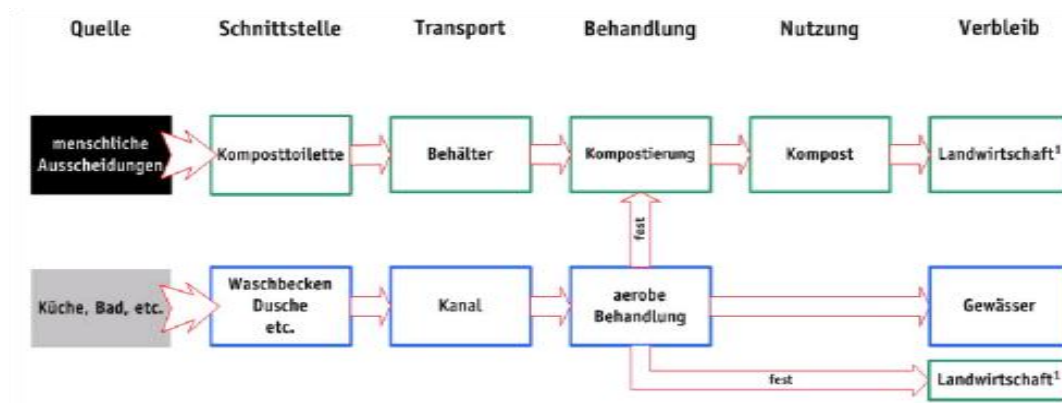 Quelle Schnittstelle Transport Behandlung Nutzung Verbleib
menschliche
Ausscheidungen
Komposttoilette
Behälter
Kompostierung
Kompost
Landwirtschaft¹
fest
Küche, Bad, etc.
Waschbecken
Dusche
etc.
Kanal
aerobe
Behandlung
Gewässer
fest
Landwirtschaft¹